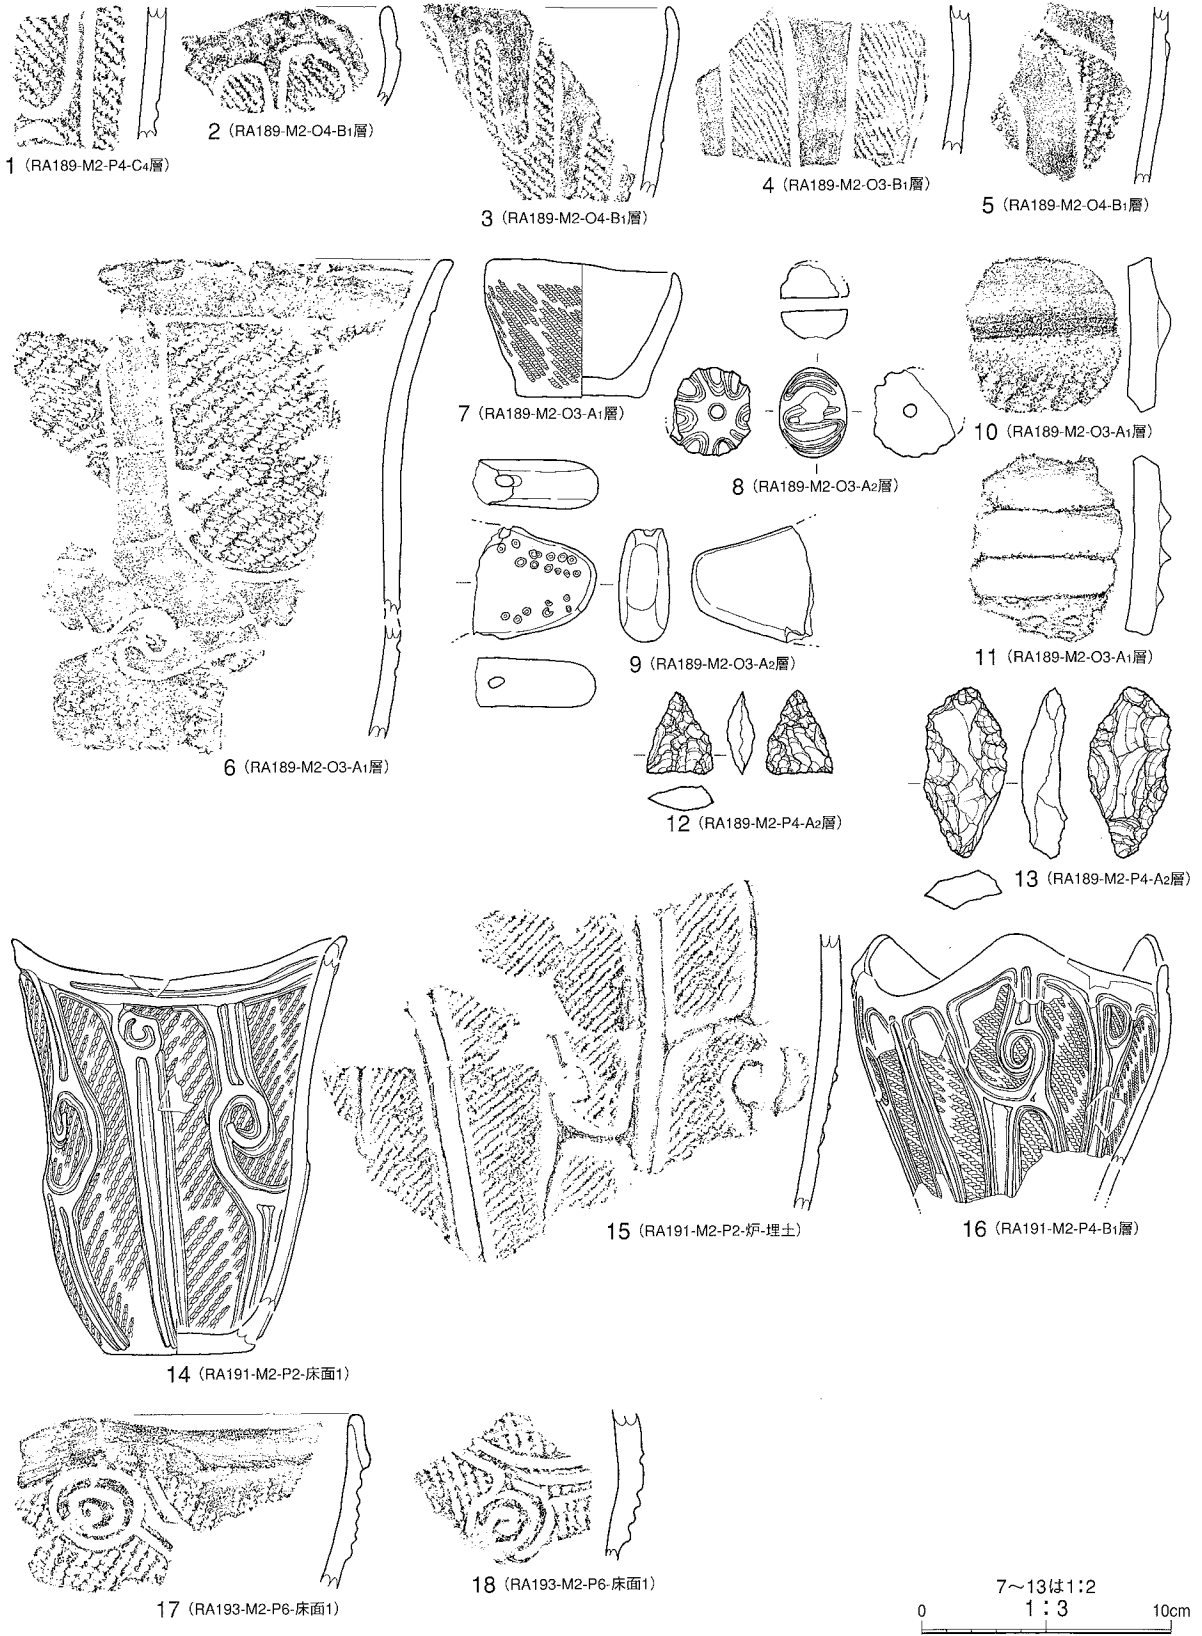 1 (RA189-M2-P4-C4層)
2 (RA189-M2-O4-B1層)
3 (RA189-M2-O4-B1層)
4 (RA189-M2-O3-B1層)
5 (RA189-M2-O4-B1層)
6 (RA189-M2-O3-A1層)
7 (RA189-M2-O3-A1層)
8 (RA189-M2-O3-A2層)
9 (RA189-M2-O3-A2層)
10 (RA189-M2-O3-A1層)
11 (RA189-M2-O3-A1層)
12 (RA189-M2-P4-A2層)
13 (RA189-M2-P4-A2層)
14 (RA191-M2-P2-床面1)
15 (RA191-M2-P2-炉-埋土)
16 (RA191-M2-P4-B1層)
17 (RA193-M2-P6-床面1)
18 (RA193-M2-P6-床面1)
7〜13は1:2
0 1:3 10cm